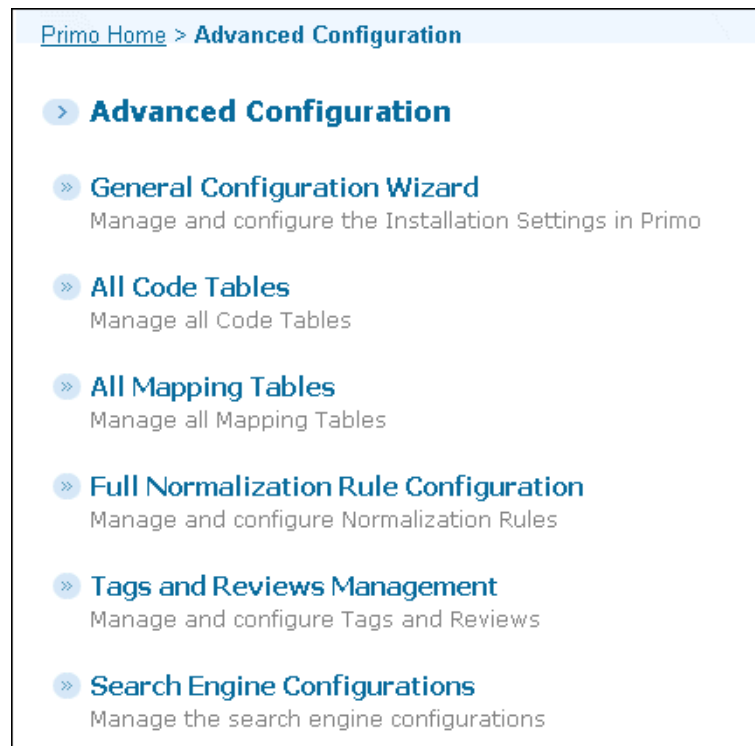 Primo Home > Advanced Configuration
Advanced Configuration
General Configuration Wizard
Manage and configure the Installation Settings in Primo
All Code Tables
Manage all Code Tables
All Mapping Tables
Manage all Mapping Tables
Full Normalization Rule Configuration
Manage and configure Normalization Rules
Tags and Reviews Management
Manage and configure Tags and Reviews
Search Engine Configurations
Manage the search engine configurations